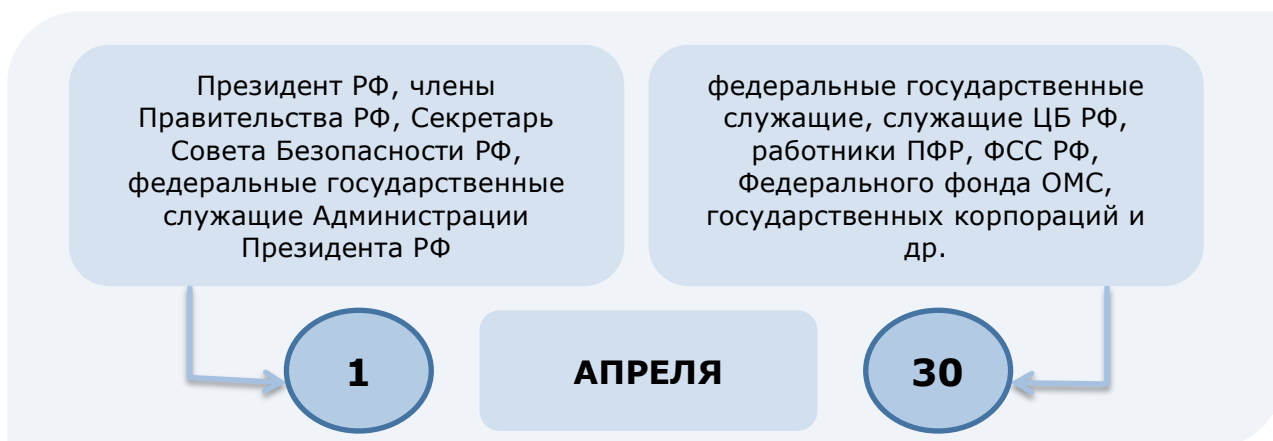 Президент РФ, члены
Правительства РФ, Секретарь
Совета Безопасности РФ,
федеральные государственные
служащие Администрации
Президента РФ
федеральные государственные
служащие, служащие ЦБ РФ,
работники ПФР, ФСС РФ,
Федерального фонда ОМС,
государственных корпораций и
др.
1
АПРЕЛЯ
30